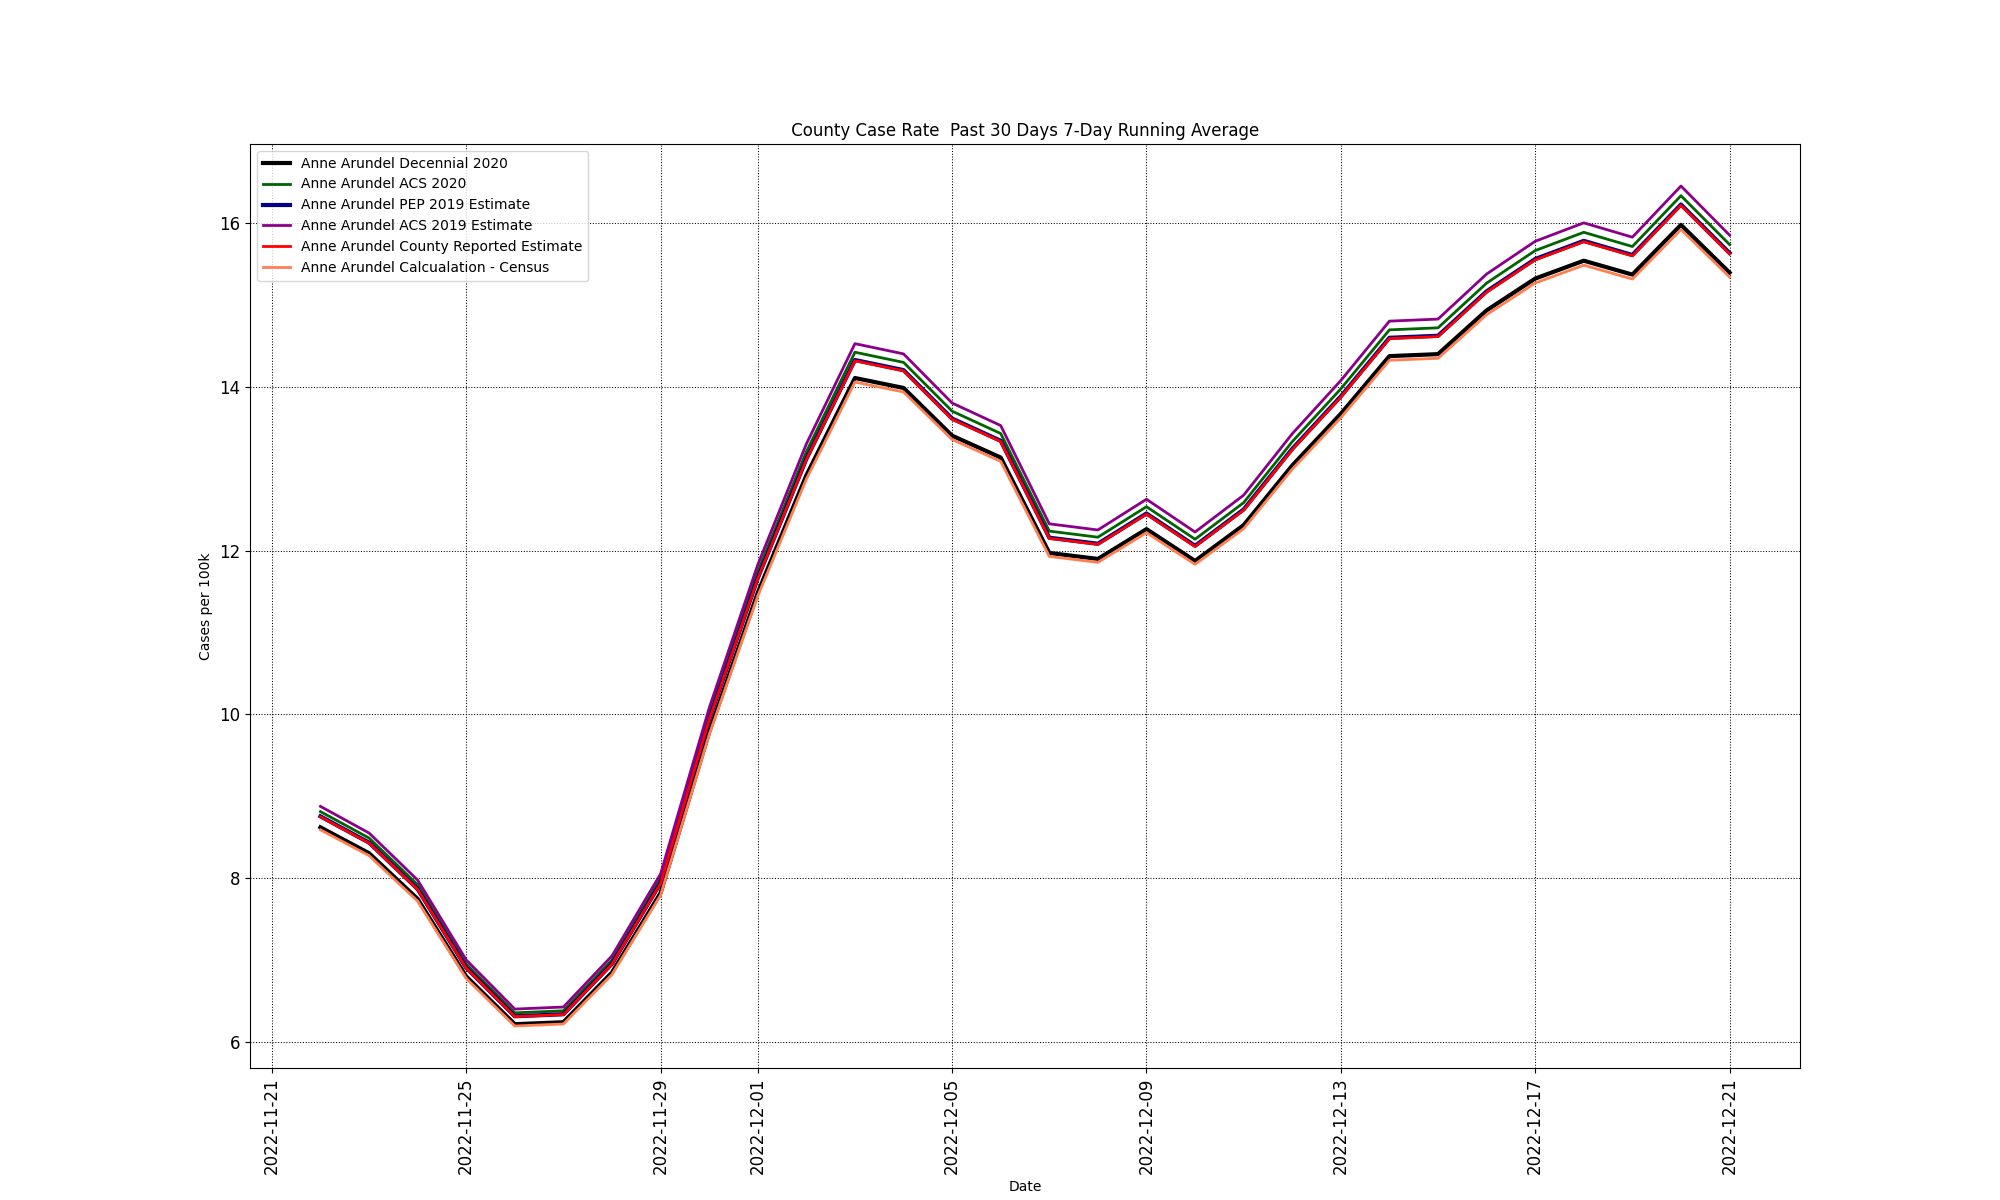 County Case Rate  Past 30 Days 7-Day Running Average
Anne Arundel Decennial 2020
Anne Arundel ACS 2020
Anne Arundel PEP 2019 Estimate
Anne Arundel ACS 2019 Estimate
Anne Arundel County Reported Estimate
Anne Arundel Calcualation - Census
Cases per 100k
16
14
12
10
8
6
2022-11-21
2022-11-25
2022-11-29
2022-12-01
2022-12-05
2022-12-09
2022-12-13
2022-12-17
2022-12-21
Date